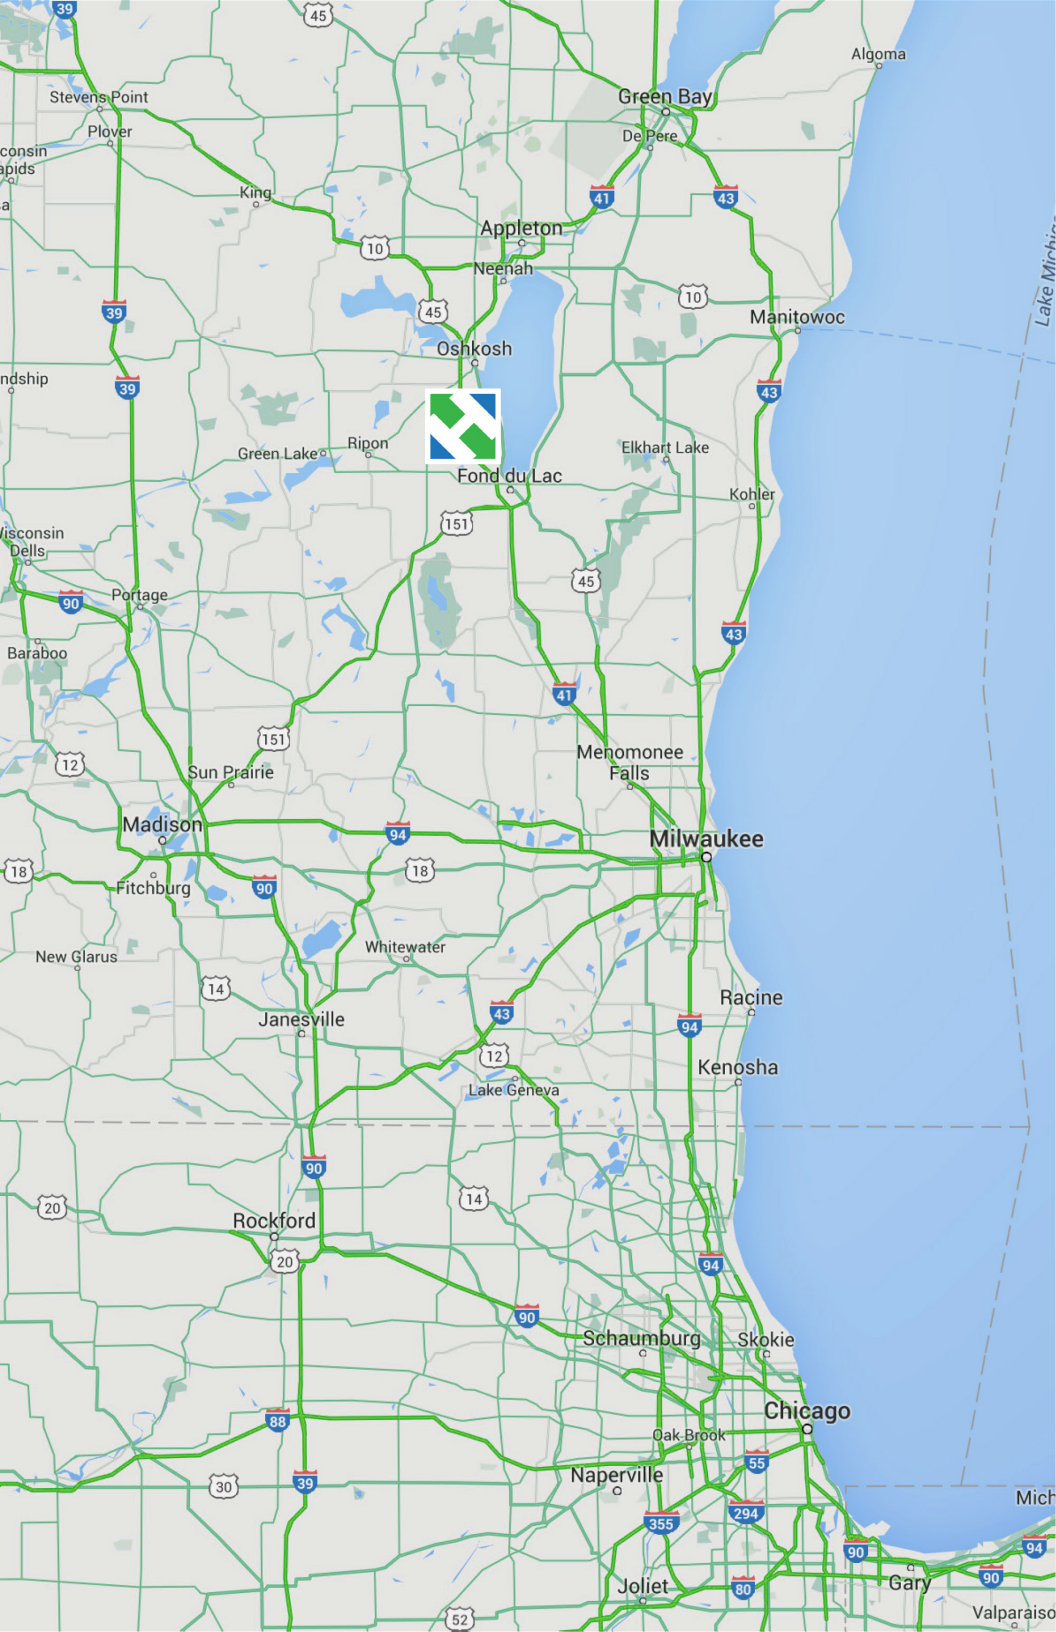 39
45
Algoma
Stevens Point
Green Bay
Plover
De Pere
consin
apids
King
41
43
sa
Appleton
10
Neenah
Lake Michig
39
45
10
Manitowoc
Oshkosh
ndship
39
43
Green Lake
Ripon
Elkhart Lake
Fond du Lac
Kohler
151
Wisconsin
Dells
45
Portage
90
43
Baraboo
41
151
Menomonee
Falls
12
Sun Prairie
Madison
94
Milwaukee
18
18
90
Fitchburg
Whitewater
New Glarus
14
Racine
43
Janesville
94
12
Kenosha
Lake Geneva
90
14
20
Rockford
20
94
90
Schaumburg
Skokie
Chicago
88
Oak Brook
55
Naperville
39
30
Mich
294
355
94
90
90
Gary
Joliet
80
52
Valparaiso